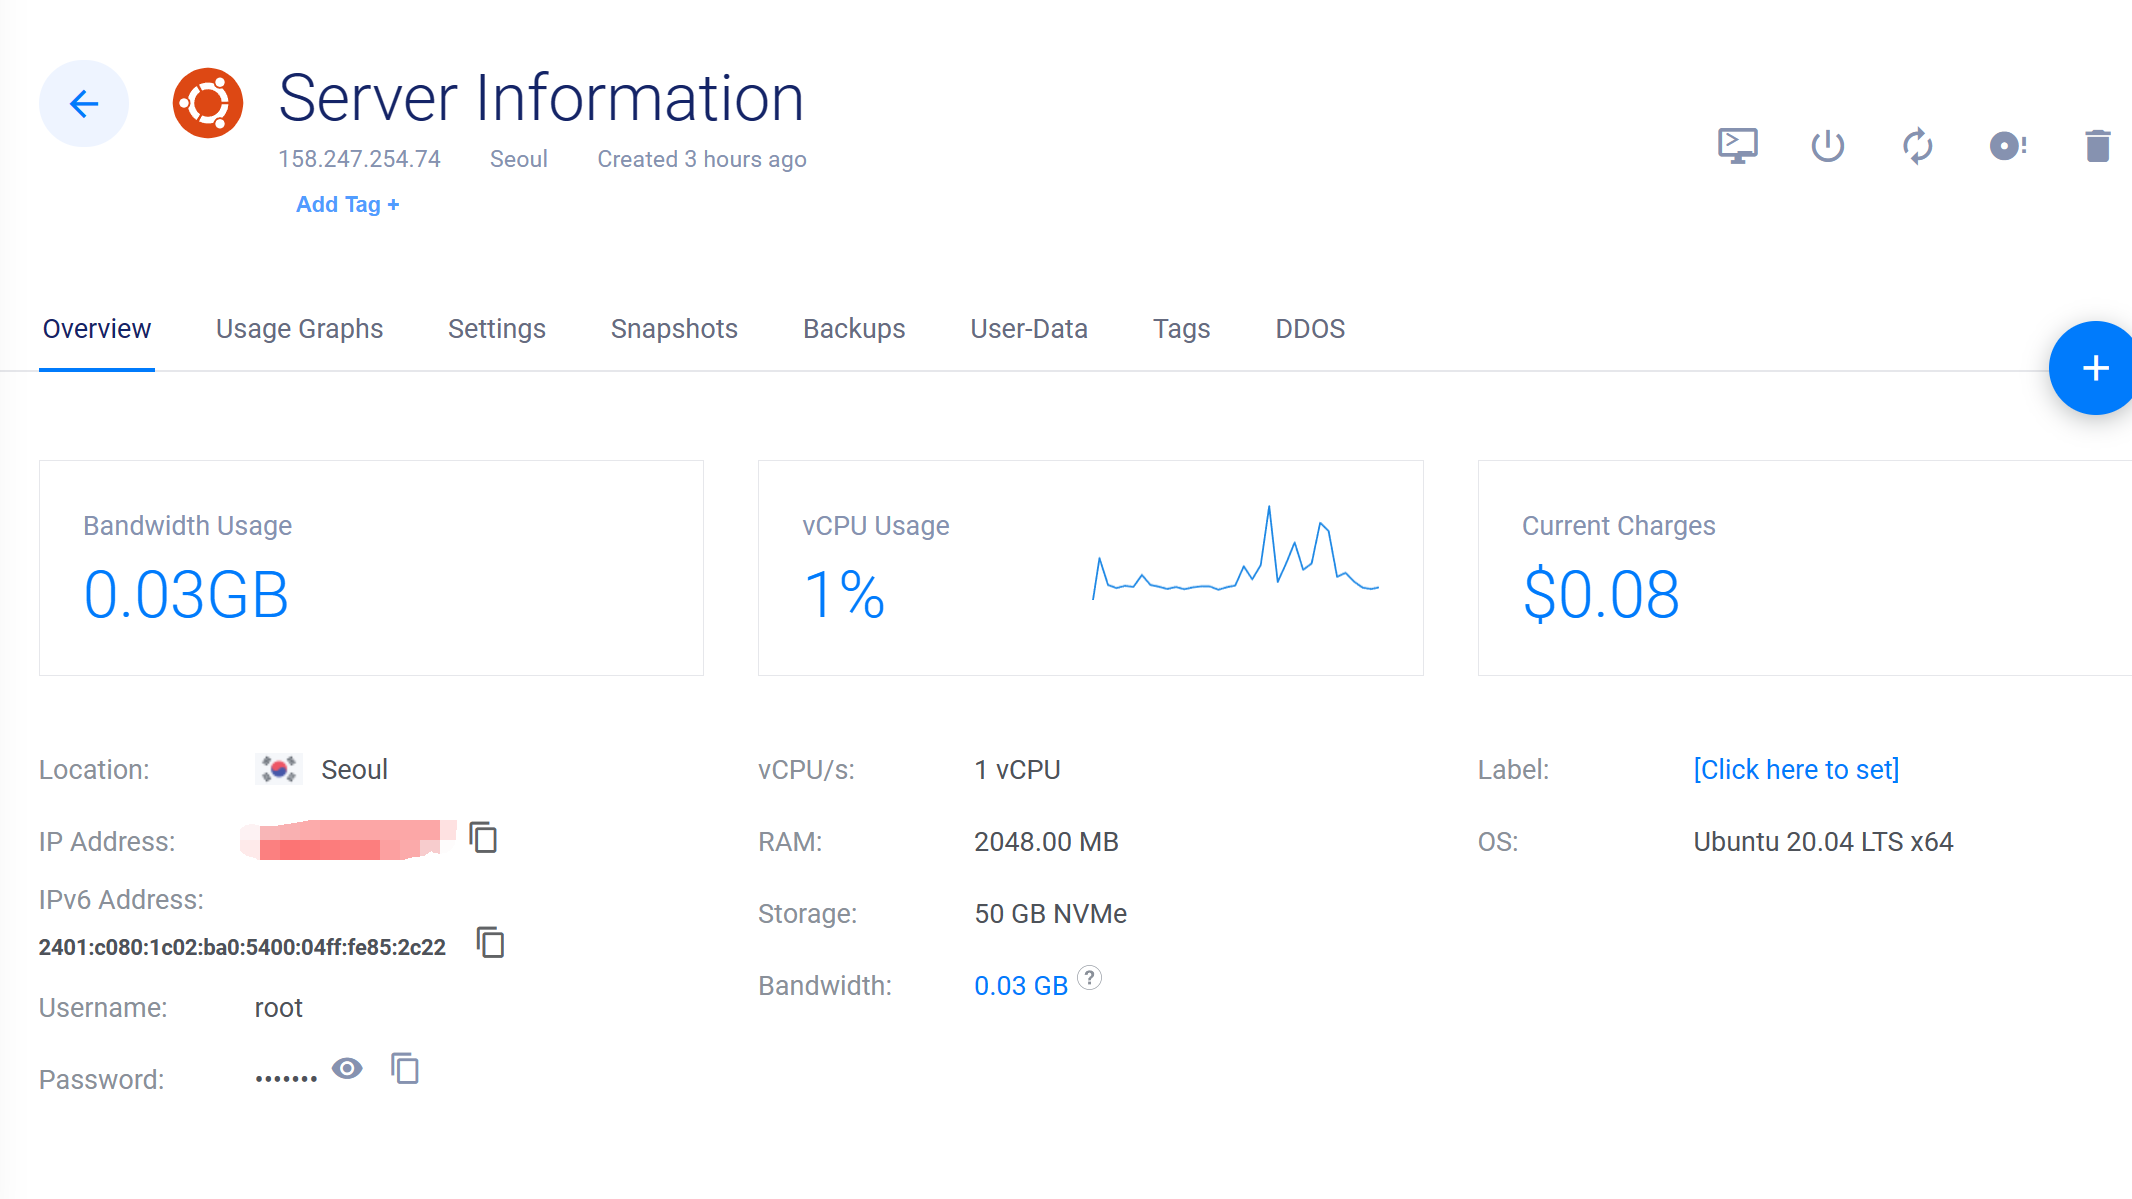 Server Information
158.247.254.74 Seoul Created 3 hours ago
Add Tag +
Overview Usage Graphs Settings Snapshots Backups User-Data Tags DDOS
Bandwidth Usage
0.03GB
vCPU Usage
1%
Current Charges
$0.08
Location: Seoul
IP Address:
IPv6 Address:
2401:c080:1c02:ba0:5400:04ff:fe85:2c22
Username: root
Password: •••••••
vCPU/s: 1 vCPU
RAM: 2048.00 MB
Storage: 50 GB NVMe
Bandwidth: 0.03 GB ?
Label: [Click here to set]
OS: Ubuntu 20.04 LTS x64